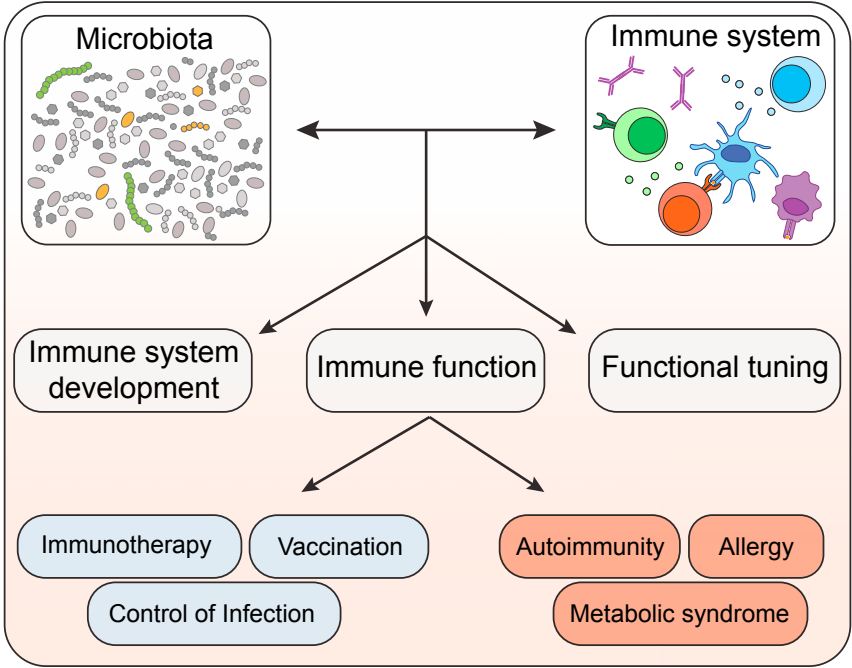 Microbiota
Immune system
Immune system
development
Immune function
Functional tuning
Immunotherapy
Vaccination
Control of Infection
Autoimmunity
Allergy
Metabolic syndrome